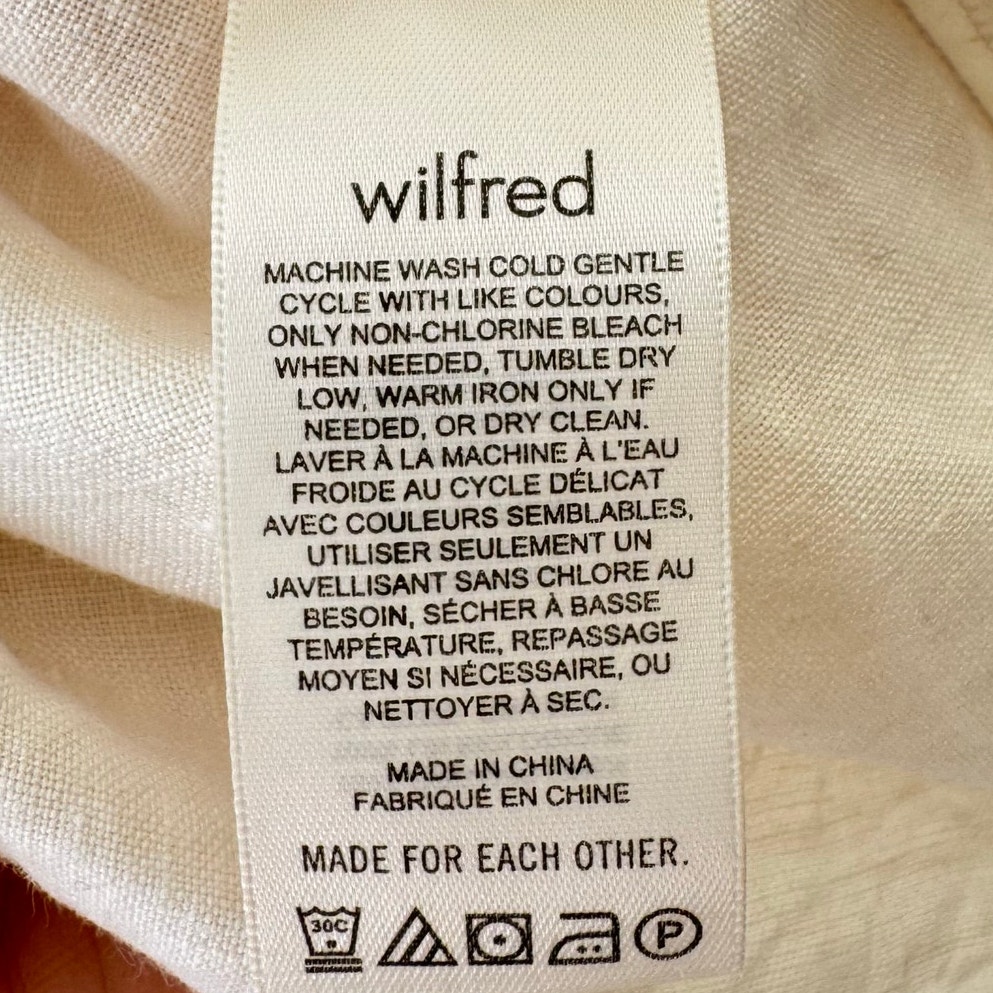 wilfred
MACHINE WASH COLD GENTLE
CYCLE WITH LIKE COLOURS,
ONLY NON-CHLORINE BLEACH
WHEN NEEDED, TUMBLE DRY
LOW, WARM IRON ONLY IF
NEEDED, OR DRY CLEAN.
LAVER À LA MACHINE À L'EAU
FROIDE AU CYCLE DÉLICAT
AVEC COULEURS SEMBLABLES,
UTILISER SEULEMENT UN
JAVELLISANT SANS CHLORE AU
BESOIN, SÉCHER À BASSE
TEMPÉRATURE, REPASSAGE
MOYEN SI NÉCESSAIRE, OU
NETTOYER À SEC.
MADE IN CHINA
FABRIQUÉ EN CHINE
MADE FOR EACH OTHER.
30C P